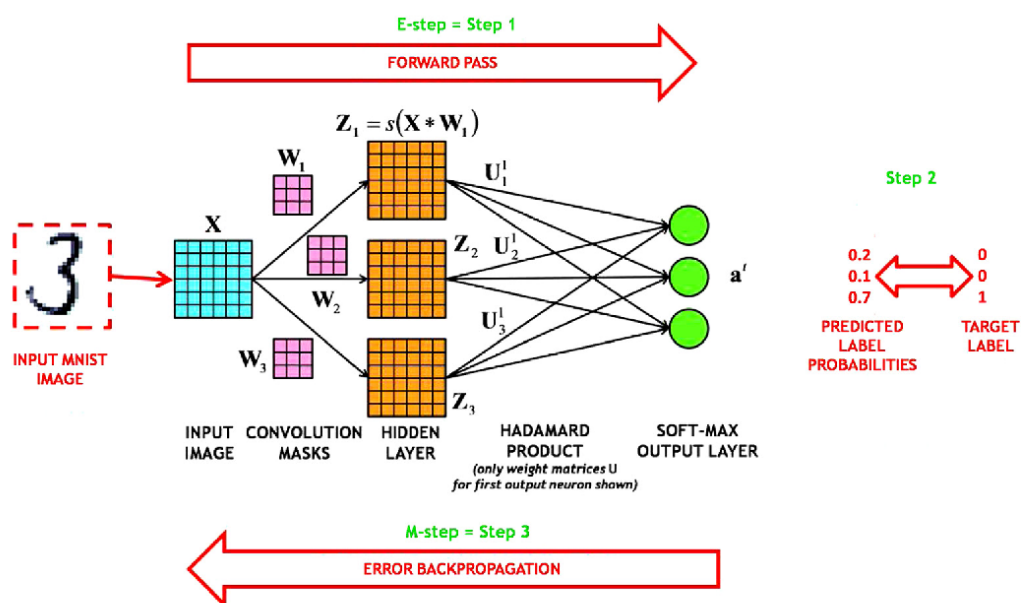 E-step = Step 1
FORWARD PASS
Z₁ = s(X * W₁)
W₁
U₁¹
Step 2
X
3
Z₂
U₂¹
aᵗ
0.2 0
0.1 0
0.7 1
W₂
U₃¹
INPUT MNIST
IMAGE
PREDICTED
LABEL
PROBABILITIES
TARGET
LABEL
W₃
Z₃
INPUT
IMAGE
CONVOLUTION
MASKS
HIDDEN
LAYER
HADAMARD
PRODUCT
(only weight matrices U
for first output neuron shown)
SOFT-MAX
OUTPUT LAYER
M-step = Step 3
ERROR BACKPROPAGATION